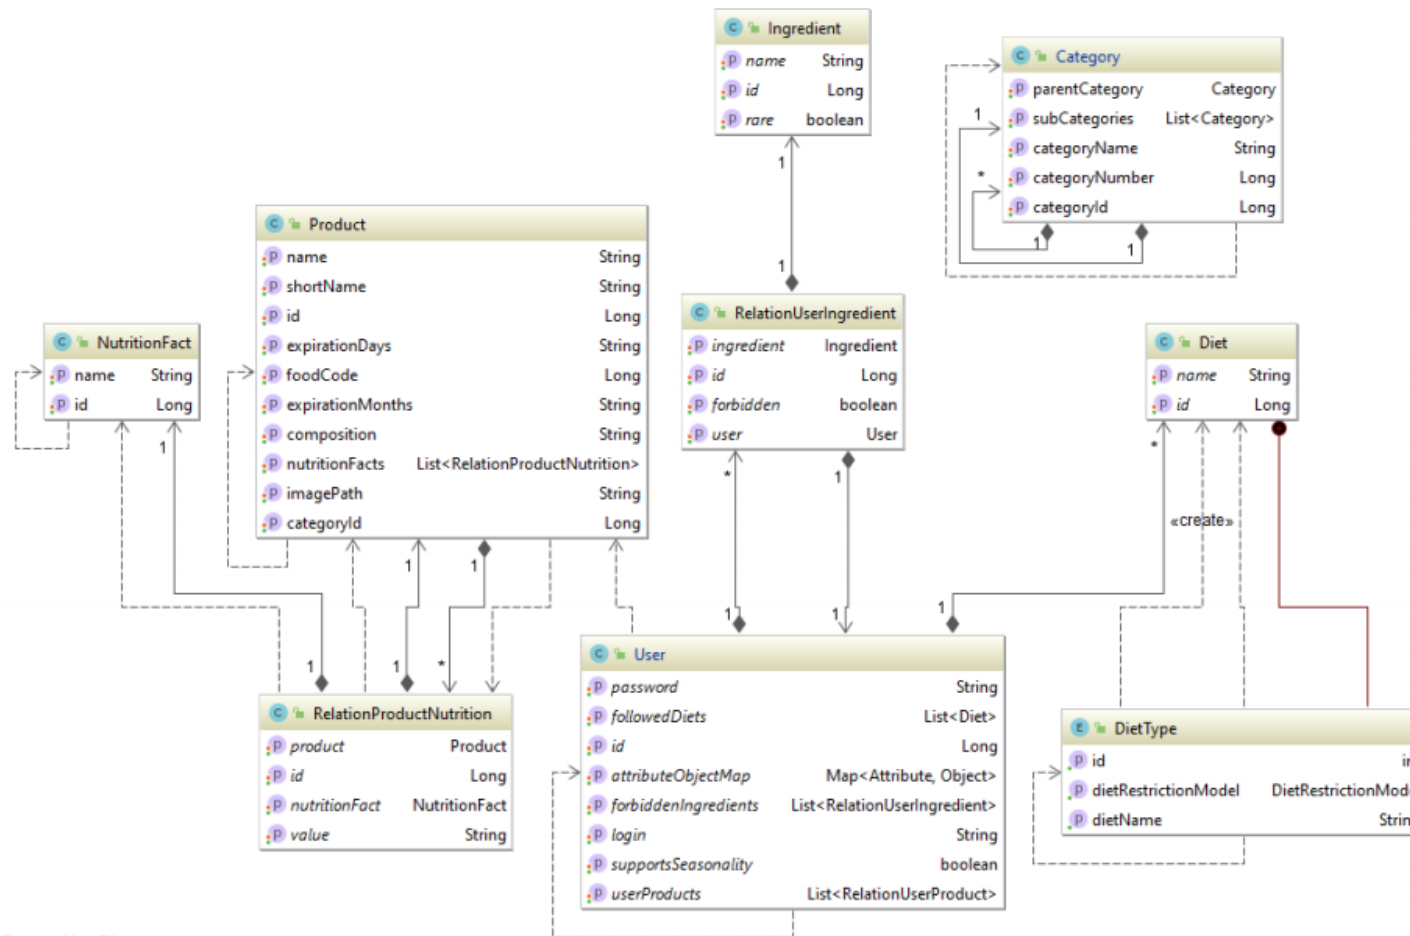 Ingredient
name String
id Long
rare boolean
Category
parentCategory Category
subCategories List<Category>
categoryName String
categoryNumber Long
categoryId Long
1
*
1
1
1
1
Product
name String
shortName String
id Long
expirationDays String
foodCode Long
expirationMonths String
composition String
nutritionFacts List<RelationProductNutrition>
imagePath String
categoryId Long
NutritionFact
name String
id Long
RelationUserIngredient
ingredient Ingredient
id Long
forbidden boolean
user User
Diet
name String
id Long
1
*
1
*
«create»
1
1
1
1
1
1
1
*
RelationProductNutrition
product Product
id Long
nutritionFact NutritionFact
value String
User
password String
followedDiets List<Diet>
id Long
attributeObjectMap Map<Attribute, Object>
forbiddenIngredients List<RelationUserIngredient>
login String
supportsSeasonality boolean
userProducts List<RelationUserProduct>
DietType
id
dietRestrictionModel
dietName